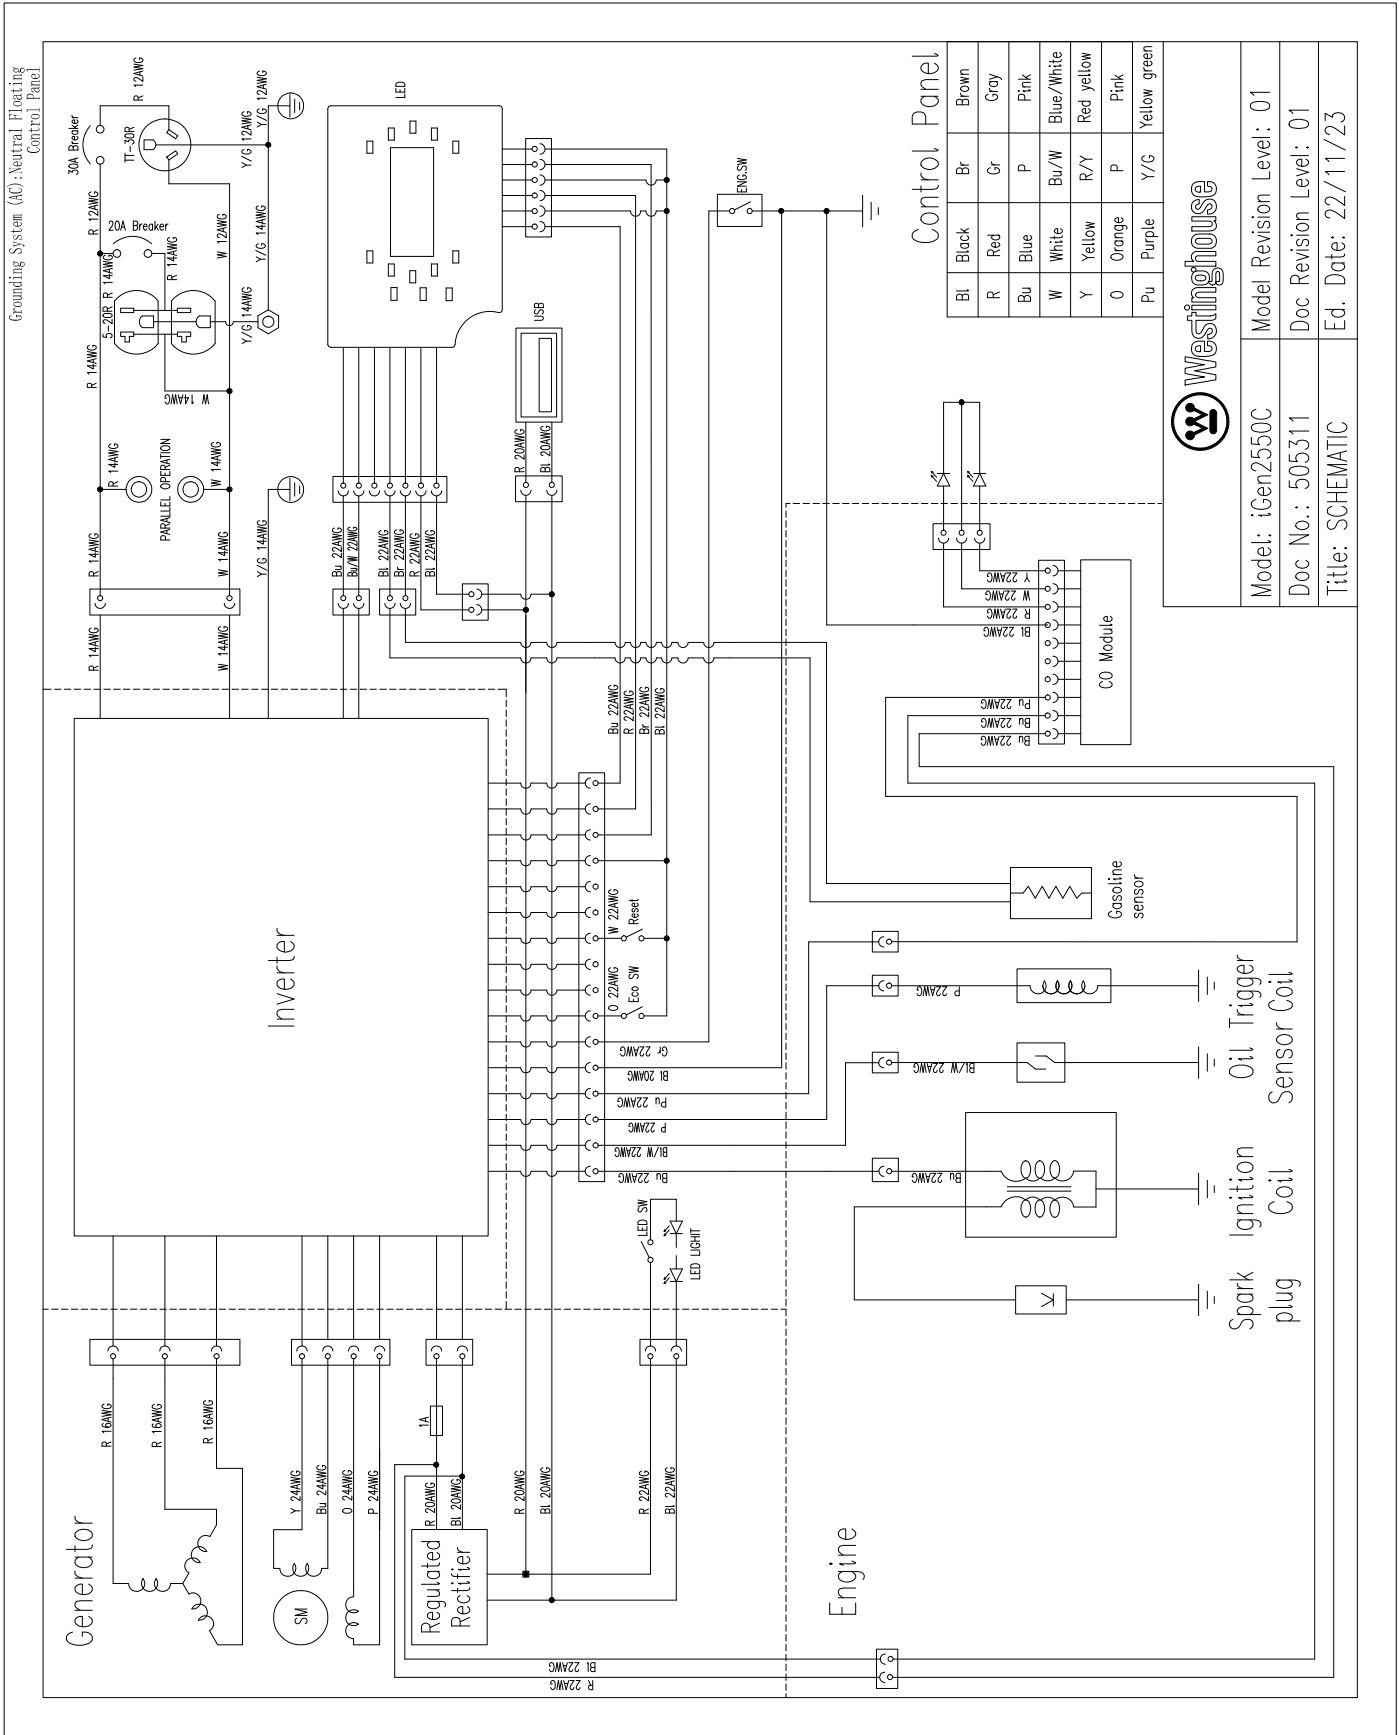 Grounding System (AC):Neutral Floating
Control Panel
30A Breaker
R 12AWG
TT-30R
Y/G 12AWG
Y/G 12AWG
R 12AWG
20A Breaker
R 14AWG
R 14AWG
W 12AWG
Y/G 14AWG
5-20R
R 14AWG
W 14AWG
Y/G 14AWG
R 14AWG
PARALLEL OPERATION
W 14AWG
R 14AWG
W 14AWG
Y/G 14AWG
R 14AWG
W 14AWG
LED
USB
R 20AWG
Bl 20AWG
Bu 22AWG
Bu/W 22AWG
Bl 22AWG
Br 22AWG
R 22AWG
Bl 22AWG
Bu 22AWG
R 22AWG
Br 22AWG
Bl 22AWG
ENG.SW
Inverter
W 22AWG
Reset
O 22AWG
Eco SW
Gr 22AWG
Bl 20AWG
Pu 22AWG
P 22AWG
Bl/W 22AWG
Bu 22AWG
LED SW
LED LIGHIT
Generator
R 16AWG
R 16AWG
R 16AWG
SM
Y 24AWG
Bu 24AWG
O 24AWG
P 24AWG
1A
R 20AWG
Bl 20AWG
Regulated
Rectifier
R 20AWG
Bl 20AWG
R 22AWG
Bl 22AWG
Bl 22AWG
R 22AWG
Engine
Spark
plug
Ignition
Coil
Oil Trigger
Sensor Coil
Bu 22AWG
Bl/W 22AWG
P 22AWG
Gasoline
sensor
CO Module
Y 22AWG
W 22AWG
R 22AWG
Bl 22AWG
Pu 22AWG
Bu 22AWG
Bu 22AWG
Control Panel
Bl Black Br Brown
R Red Gr Gray
Bu Blue P Pink
W White Bu/W Blue/White
Y Yellow R/Y Red yellow
O Orange P Pink
Pu Purple Y/G Yellow green
W Westinghouse
Model: iGen2550C Model Revision Level: 01
Doc No.: 505311 Doc Revision Level: 01
Title: SCHEMATIC Ed. Date: 22/11/23